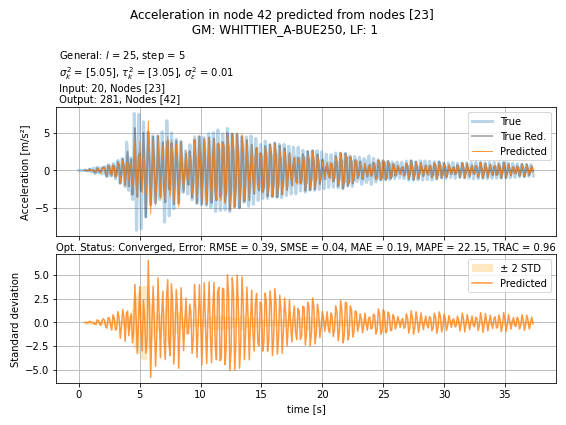 Acceleration in node 42 predicted from nodes [23]
GM: WHITTIER_A-BUE250, LF: 1
General: l = 25, step = 5
σ_k^2 = [5.05], τ_k^2 = [3.05], σ_ε^2 = 0.01
Input: 20, Nodes [23]
Output: 281, Nodes [42]
Acceleration [m/s²]
5
0
−5
True
True Red.
Predicted
Opt. Status: Converged, Error: RMSE = 0.39, SMSE = 0.04, MAE = 0.19, MAPE = 22.15, TRAC = 0.96
Standard deviation
5.0
2.5
0.0
−2.5
−5.0
± 2 STD
Predicted
0 5 10 15 20 25 30 35
time [s]